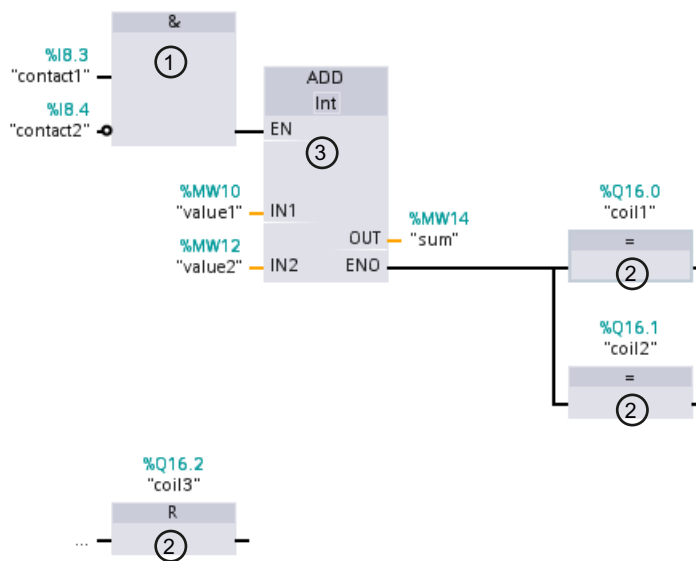 &
1
%I8.3
"contact1"
%I8.4
"contact2"
ADD
Int
EN
3
%MW10
"value1"
IN1
%MW12
"value2"
IN2
OUT
%MW14
"sum"
ENO
%Q16.0
"coil1"
=
2
%Q16.1
"coil2"
=
2
%Q16.2
"coil3"
R
...
2